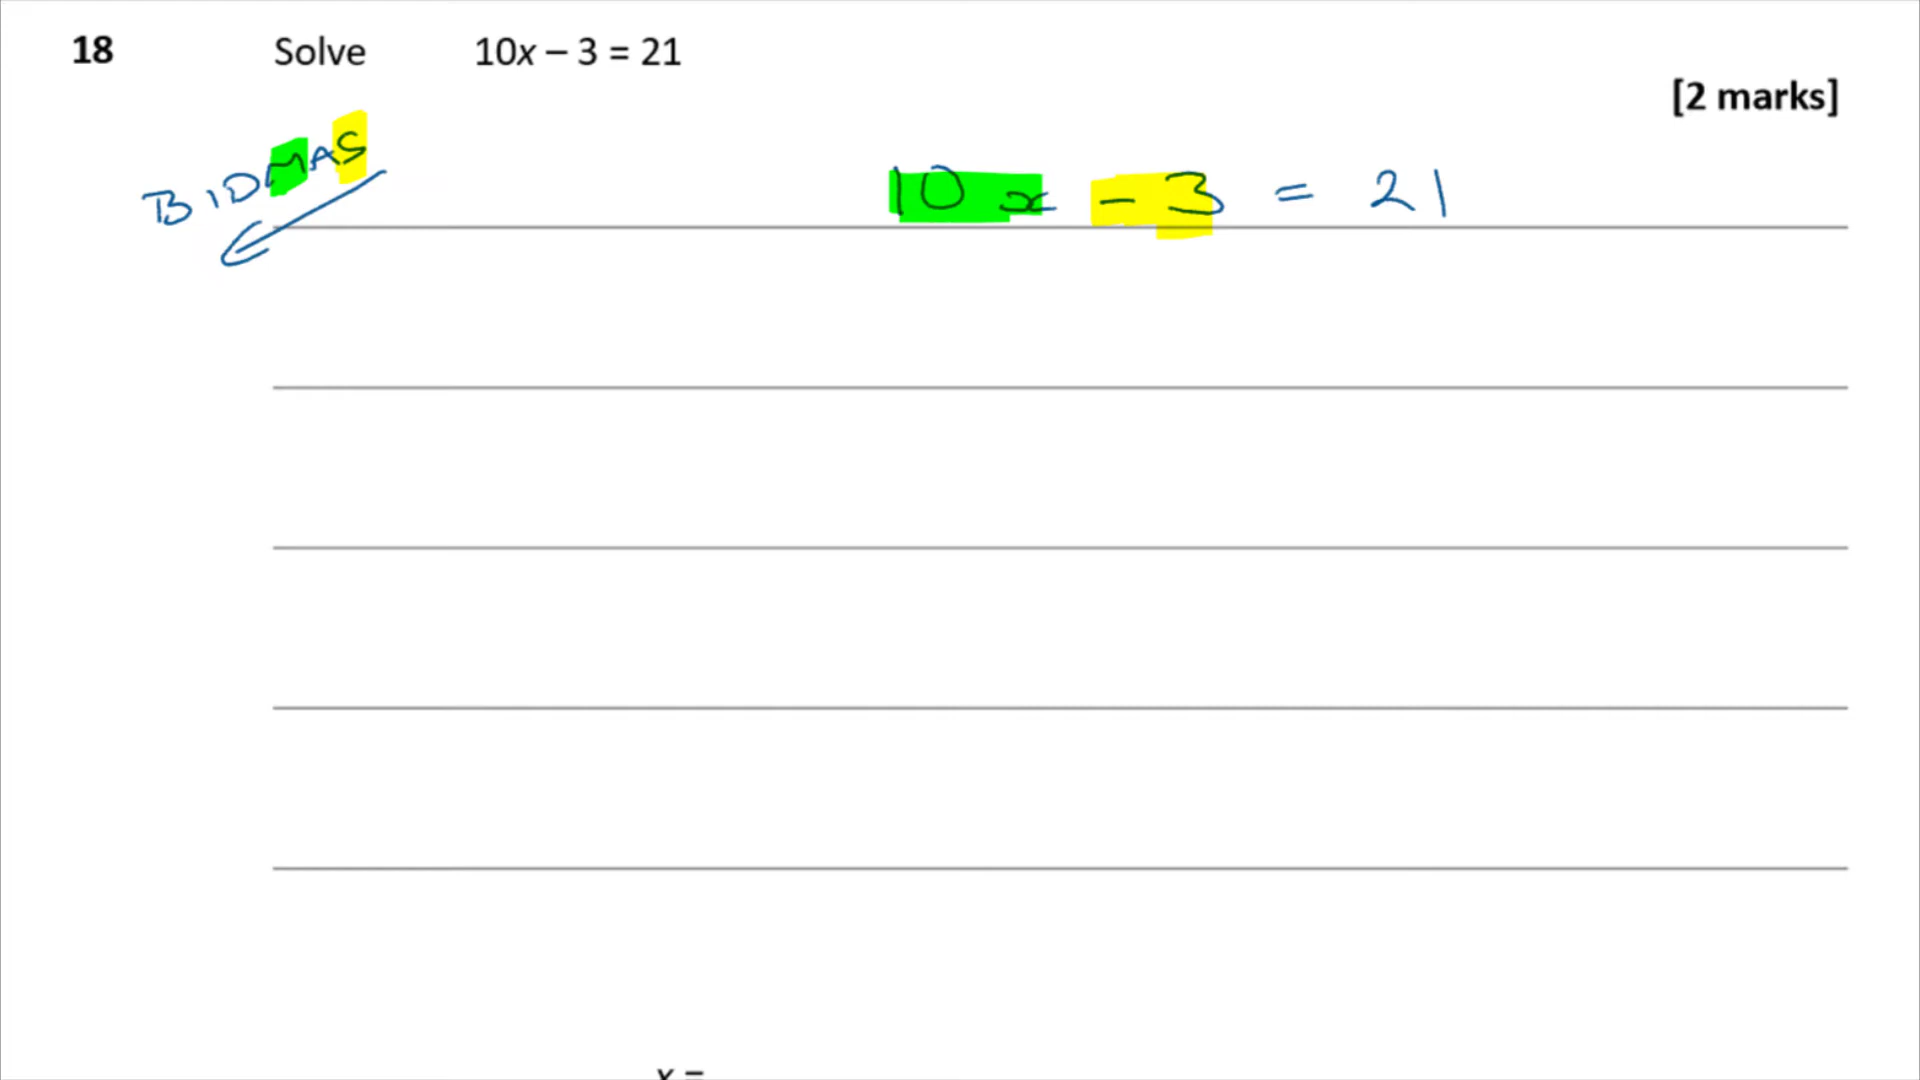 18 Solve 10x – 3 = 21
[2 marks]
BIDMAS
10x - 3 = 21
x =